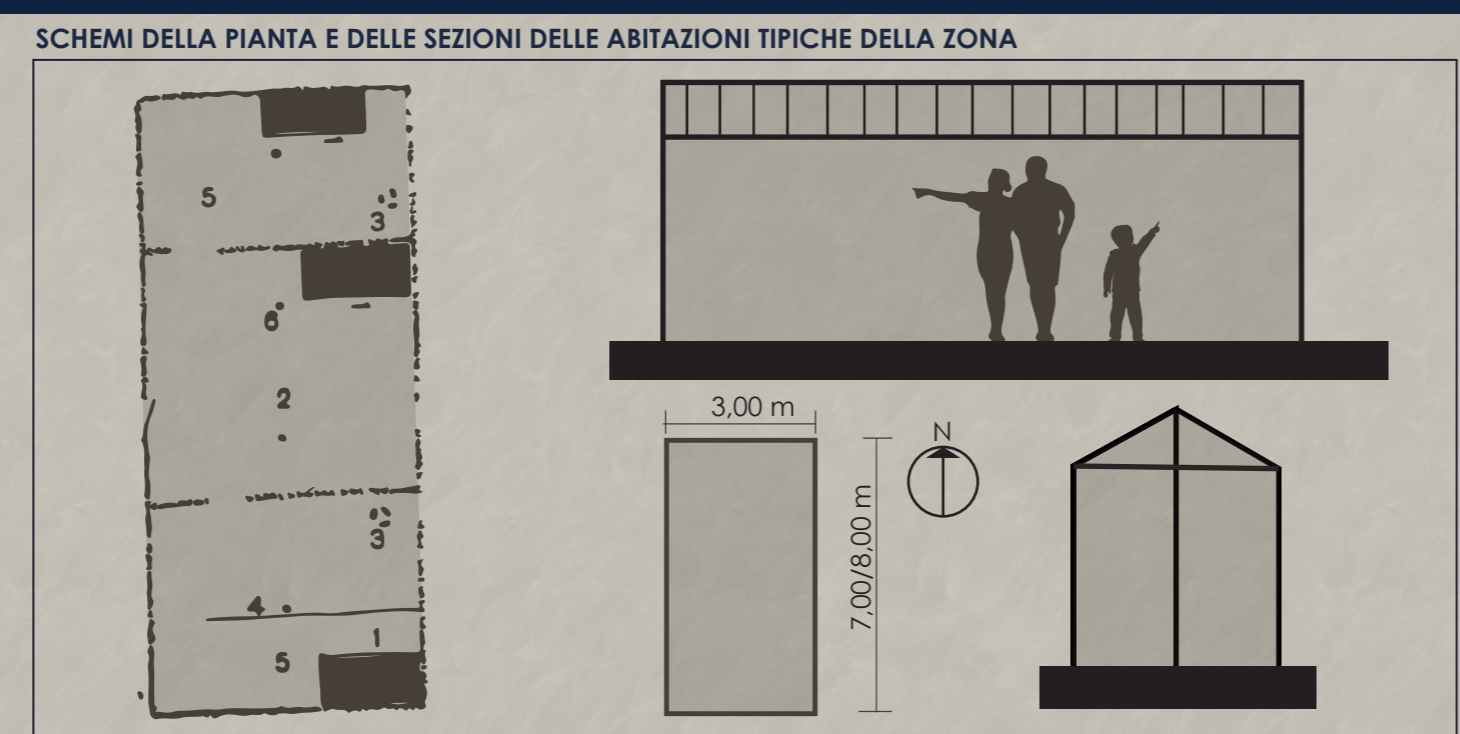 SCHEMI DELLA PIANTA E DELLE SEZIONI DELLE ABITAZIONI TIPICHE DELLA ZONA
5
3
6
2
3
4
1
5
3,00 m
N
7,00/8,00 m